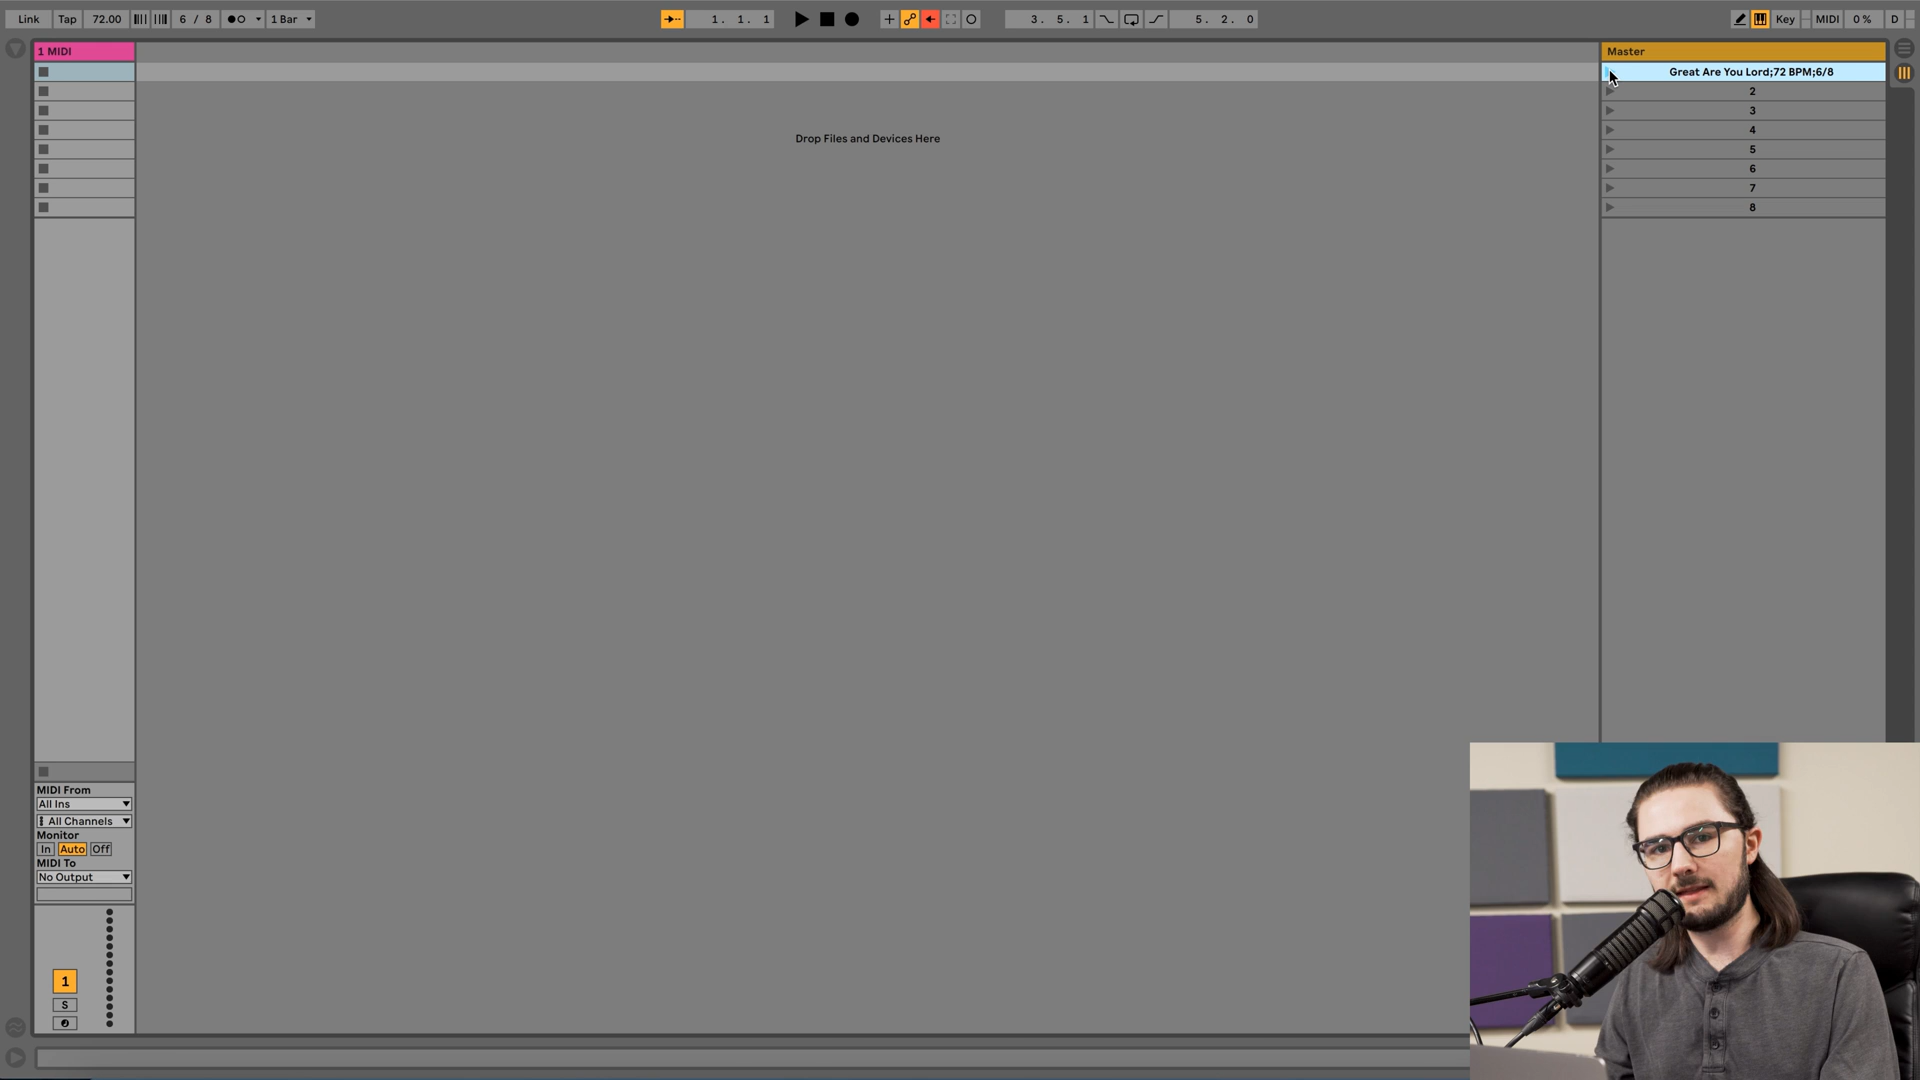 Link Tap 72.00 6 / 8 1 Bar 1. 1. 1 3. 5. 1 5. 2. 0 Key MIDI 0 % D
1 MIDI Master
Great Are You Lord;72 BPM;6/8
2
3
Drop Files and Devices Here
4
5
6
7
8
MIDI From
All Ins
All Channels
Monitor
In Auto Off
MIDI To
No Output
1
S